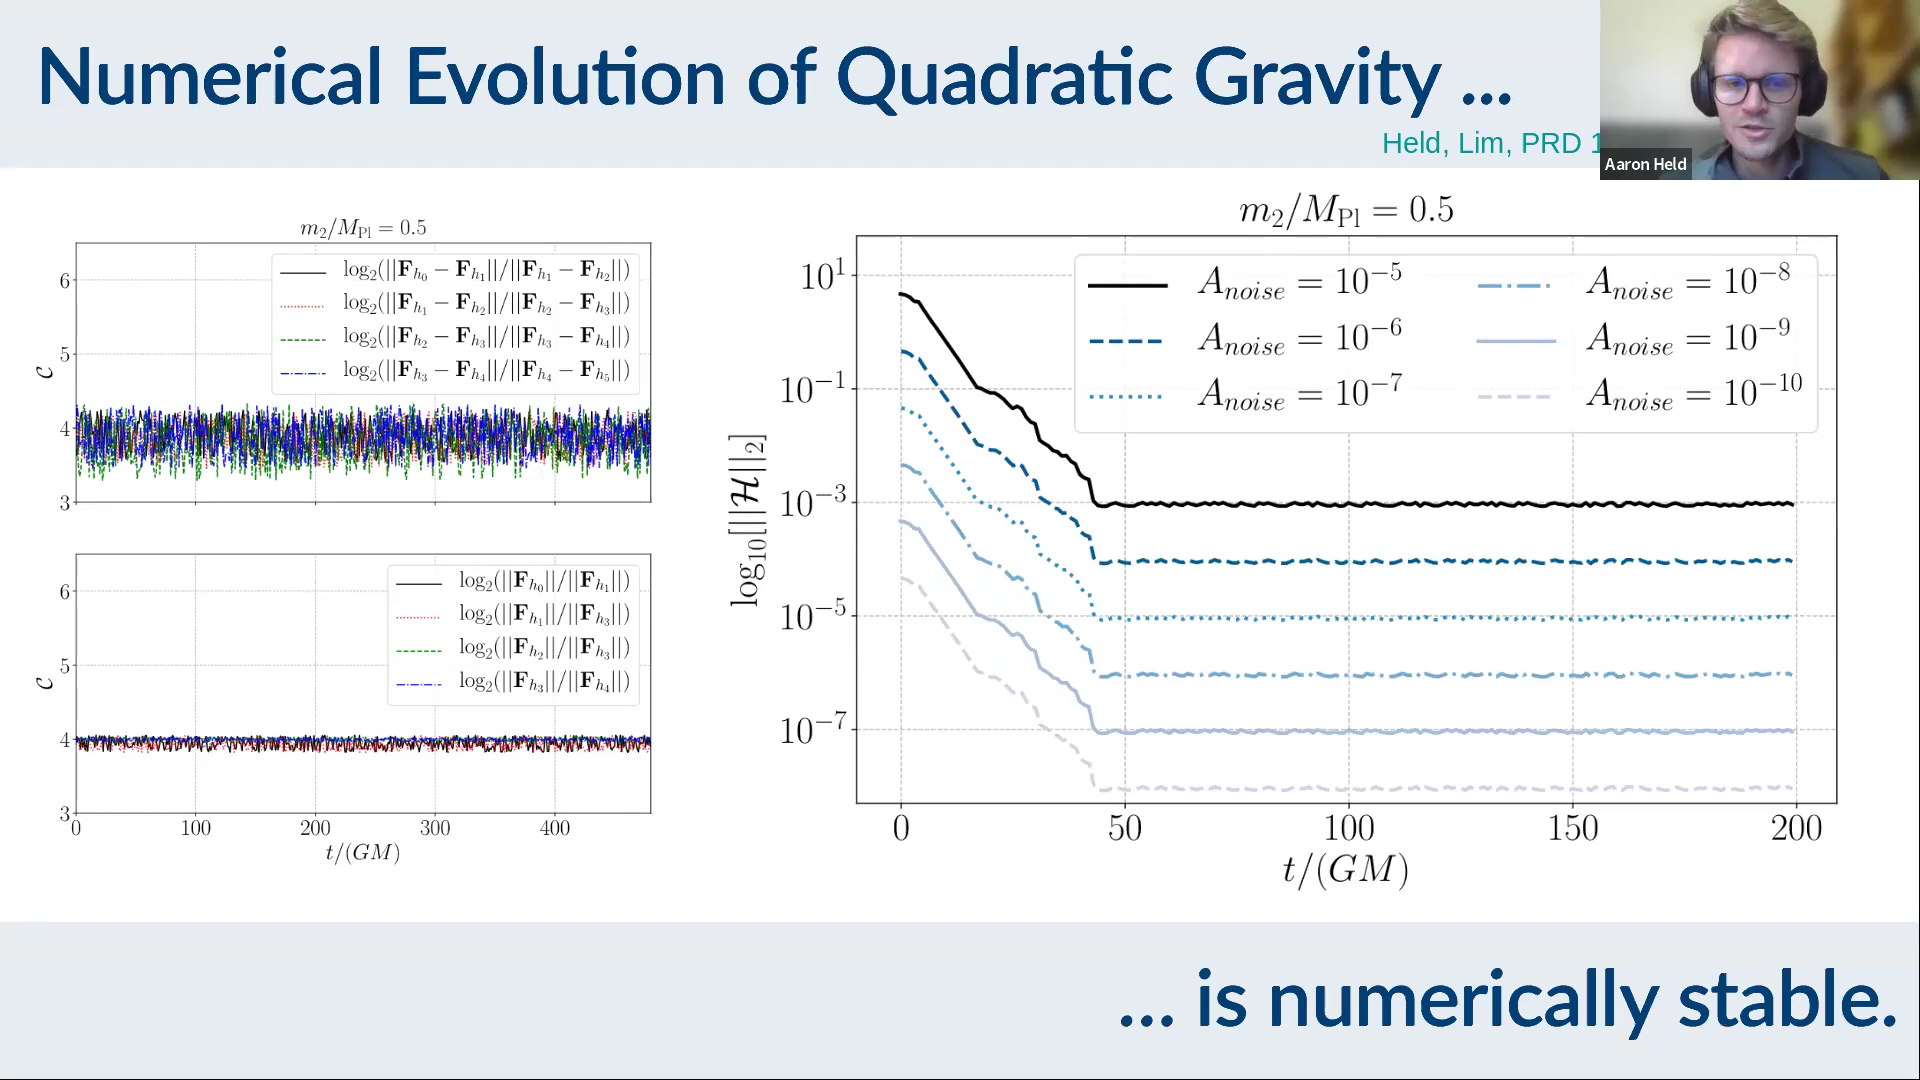 Numerical Evolution of Quadratic Gravity ...
Held, Lim, PRD 1
Aaron Held
m₂/M_Pl = 0.5
6
5
4
3
C
log₂(||F_h₀ − F_h₁||/||F_h₁ − F_h₂||)
log₂(||F_h₁ − F_h₂||/||F_h₂ − F_h₃||)
log₂(||F_h₂ − F_h₃||/||F_h₃ − F_h₄||)
log₂(||F_h₃ − F_h₄||/||F_h₄ − F_h₅||)
6
5
4
3
C
log₂(||F_h₀||/||F_h₁||)
log₂(||F_h₁||/||F_h₃||)
log₂(||F_h₂||/||F_h₃||)
log₂(||F_h₃||/||F_h₄||)
0 100 200 300 400
t/(GM)
m₂/M_Pl = 0.5
10¹
10⁻¹
10⁻³
10⁻⁵
10⁻⁷
log₁₀[||H||₂]
A_noise = 10⁻⁵
A_noise = 10⁻⁶
A_noise = 10⁻⁷
A_noise = 10⁻⁸
A_noise = 10⁻⁹
A_noise = 10⁻¹⁰
0 50 100 150 200
t/(GM)
... is numerically stable.